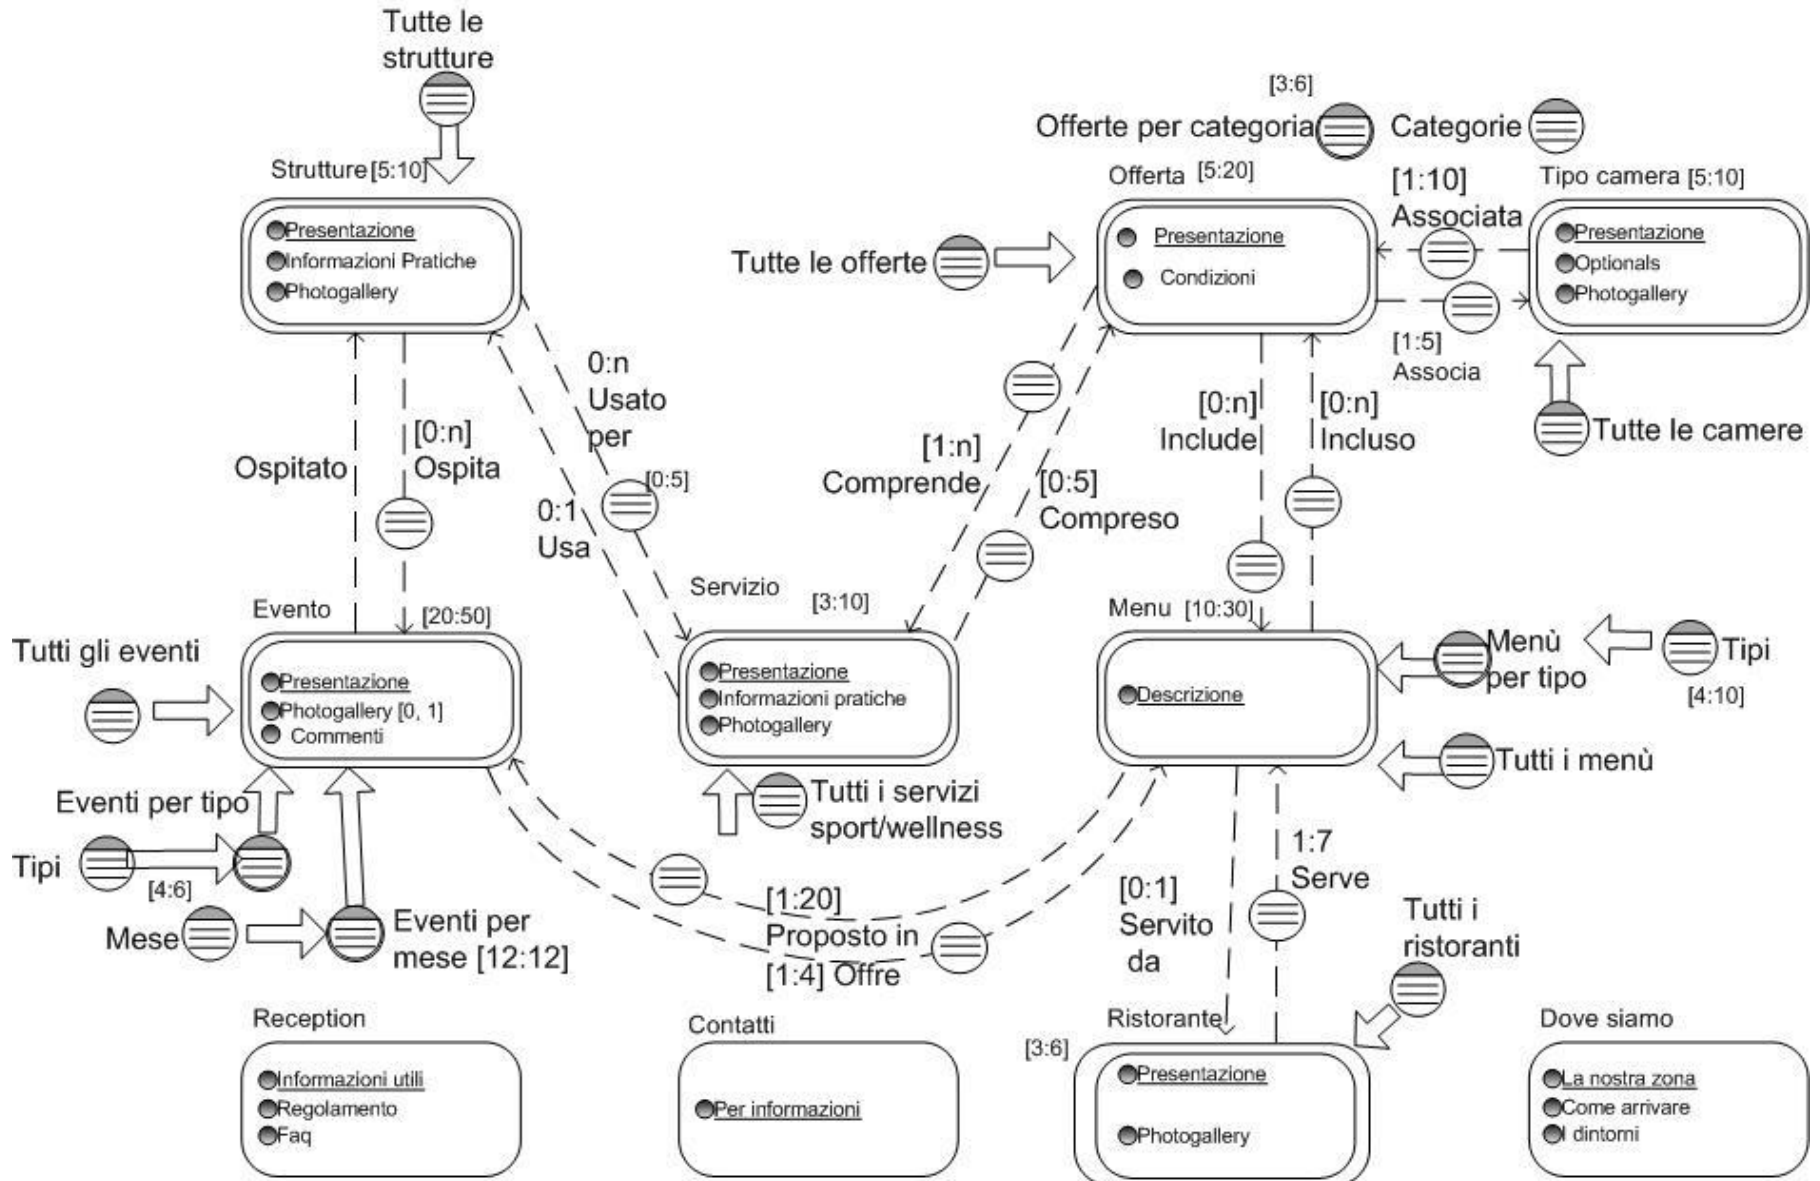 Tutte le
strutture
[3:6]
Offerte per categoria
Categorie
Strutture [5:10]
Presentazione
Informazioni Pratiche
Photogallery
Offerta [5:20]
Presentazione
Condizioni
[1:10]
Associata
Tipo camera [5:10]
Presentazione
Optionals
Photogallery
Tutte le offerte
[1:5]
Associa
Tutte le camere
Ospitato
[0:n]
Ospita
0:n
Usato
per
[0:5]
0:1
Usa
[1:n]
Comprende
[0:5]
Compreso
[0:n]
Include
[0:n]
Incluso
Evento
[20:50]
Tutti gli eventi
Presentazione
Photogallery [0, 1]
Commenti
Servizio
[3:10]
Presentazione
Informazioni pratiche
Photogallery
Menu [10:30]
Descrizione
Menù
per tipo
Tipi
[4:10]
Tutti i menù
Eventi per tipo
Tipi
[4:6]
Mese
Eventi per
mese [12:12]
Tutti i servizi
sport/wellness
[1:20]
Proposto in
[1:4] Offre
[0:1]
Servito
da
1:7
Serve
Tutti i
ristoranti
Reception
Informazioni utili
Regolamento
Faq
Contatti
Per informazioni
Ristorante
[3:6]
Presentazione
Photogallery
Dove siamo
La nostra zona
Come arrivare
I dintorni